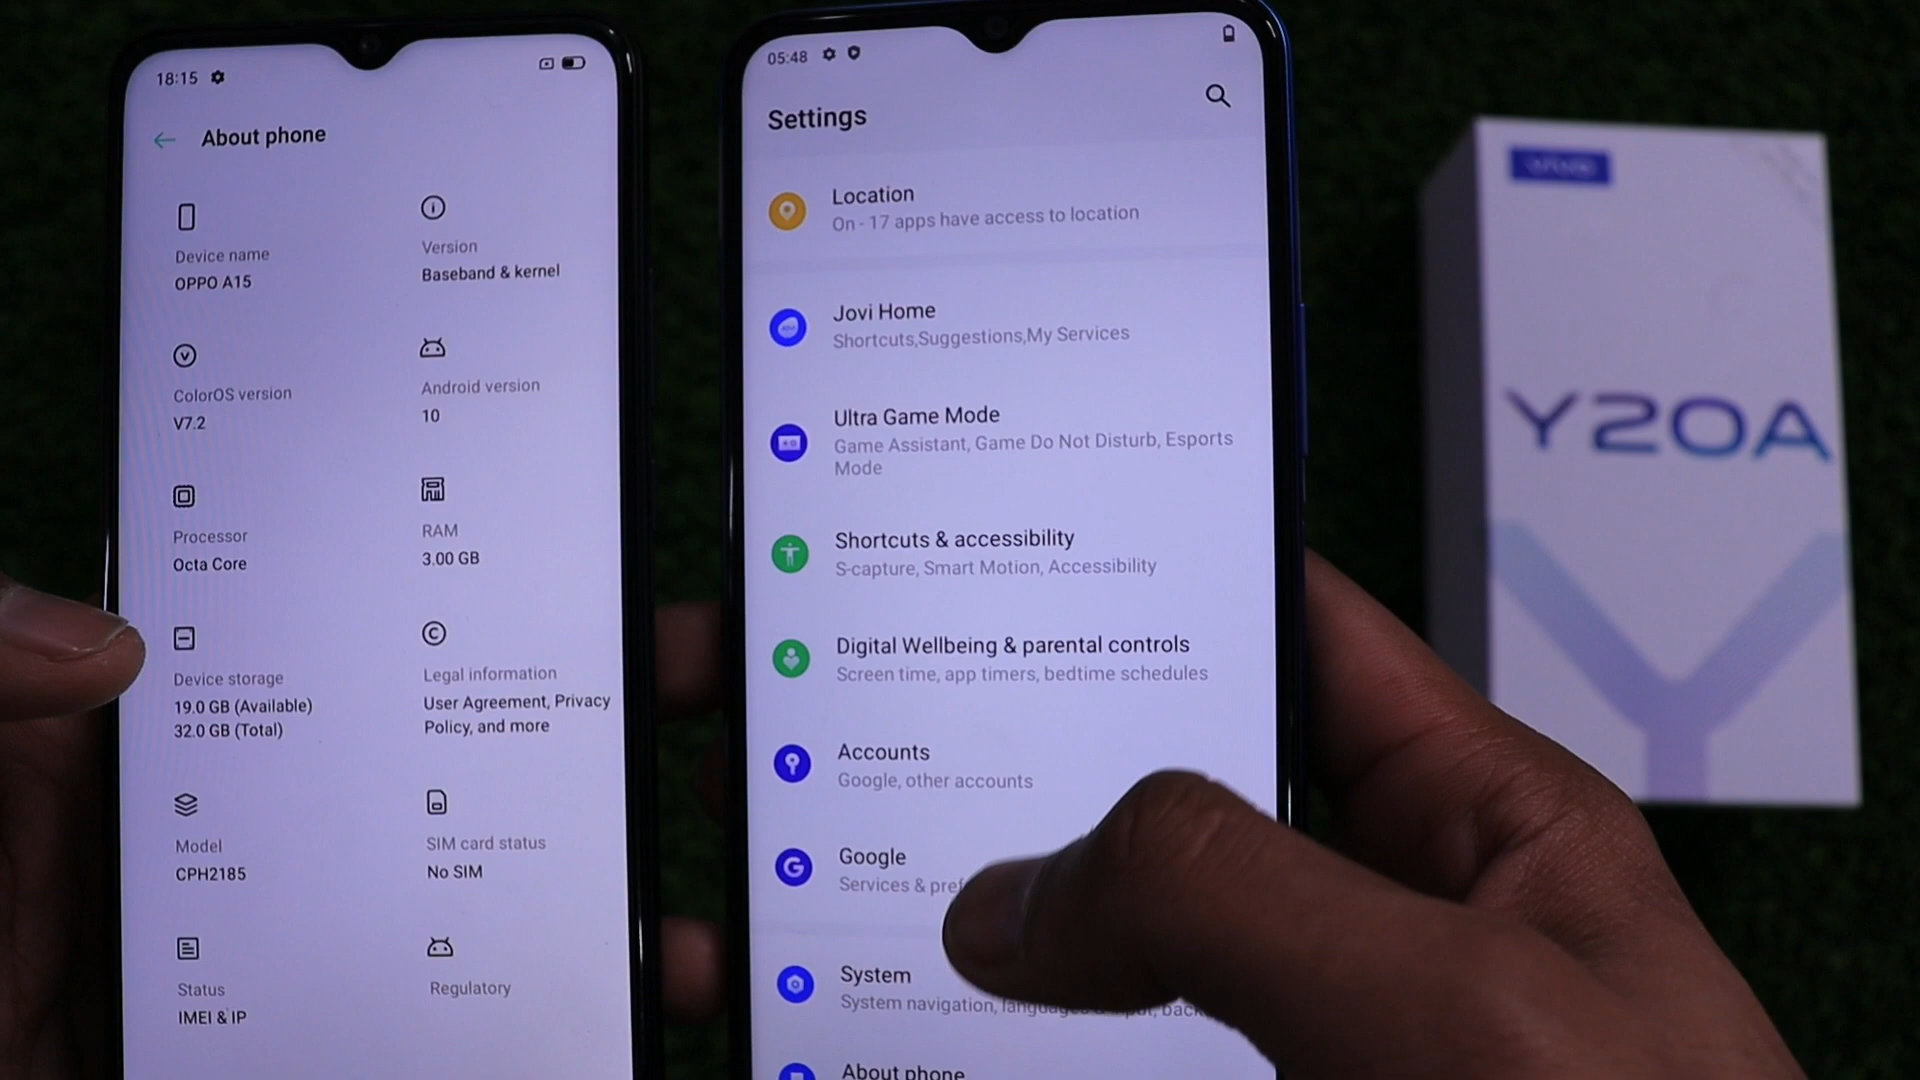 18:15
About phone
Device name
OPPO A15
Version
Baseband & kernel
ColorOS version
V7.2
Android version
10
Processor
Octa Core
RAM
3.00 GB
Device storage
19.0 GB (Available)
32.0 GB (Total)
Legal information
User Agreement, Privacy
Policy, and more
Model
CPH2185
SIM card status
No SIM
Status
IMEI & IP
Regulatory
05:48
Settings
Location
On - 17 apps have access to location
Jovi Home
Shortcuts,Suggestions,My Services
Ultra Game Mode
Game Assistant, Game Do Not Disturb, Esports
Mode
Shortcuts & accessibility
S-capture, Smart Motion, Accessibility
Digital Wellbeing & parental controls
Screen time, app timers, bedtime schedules
Accounts
Google, other accounts
Google
Services &
System
System navigation,
About phone
vivo
Y20A